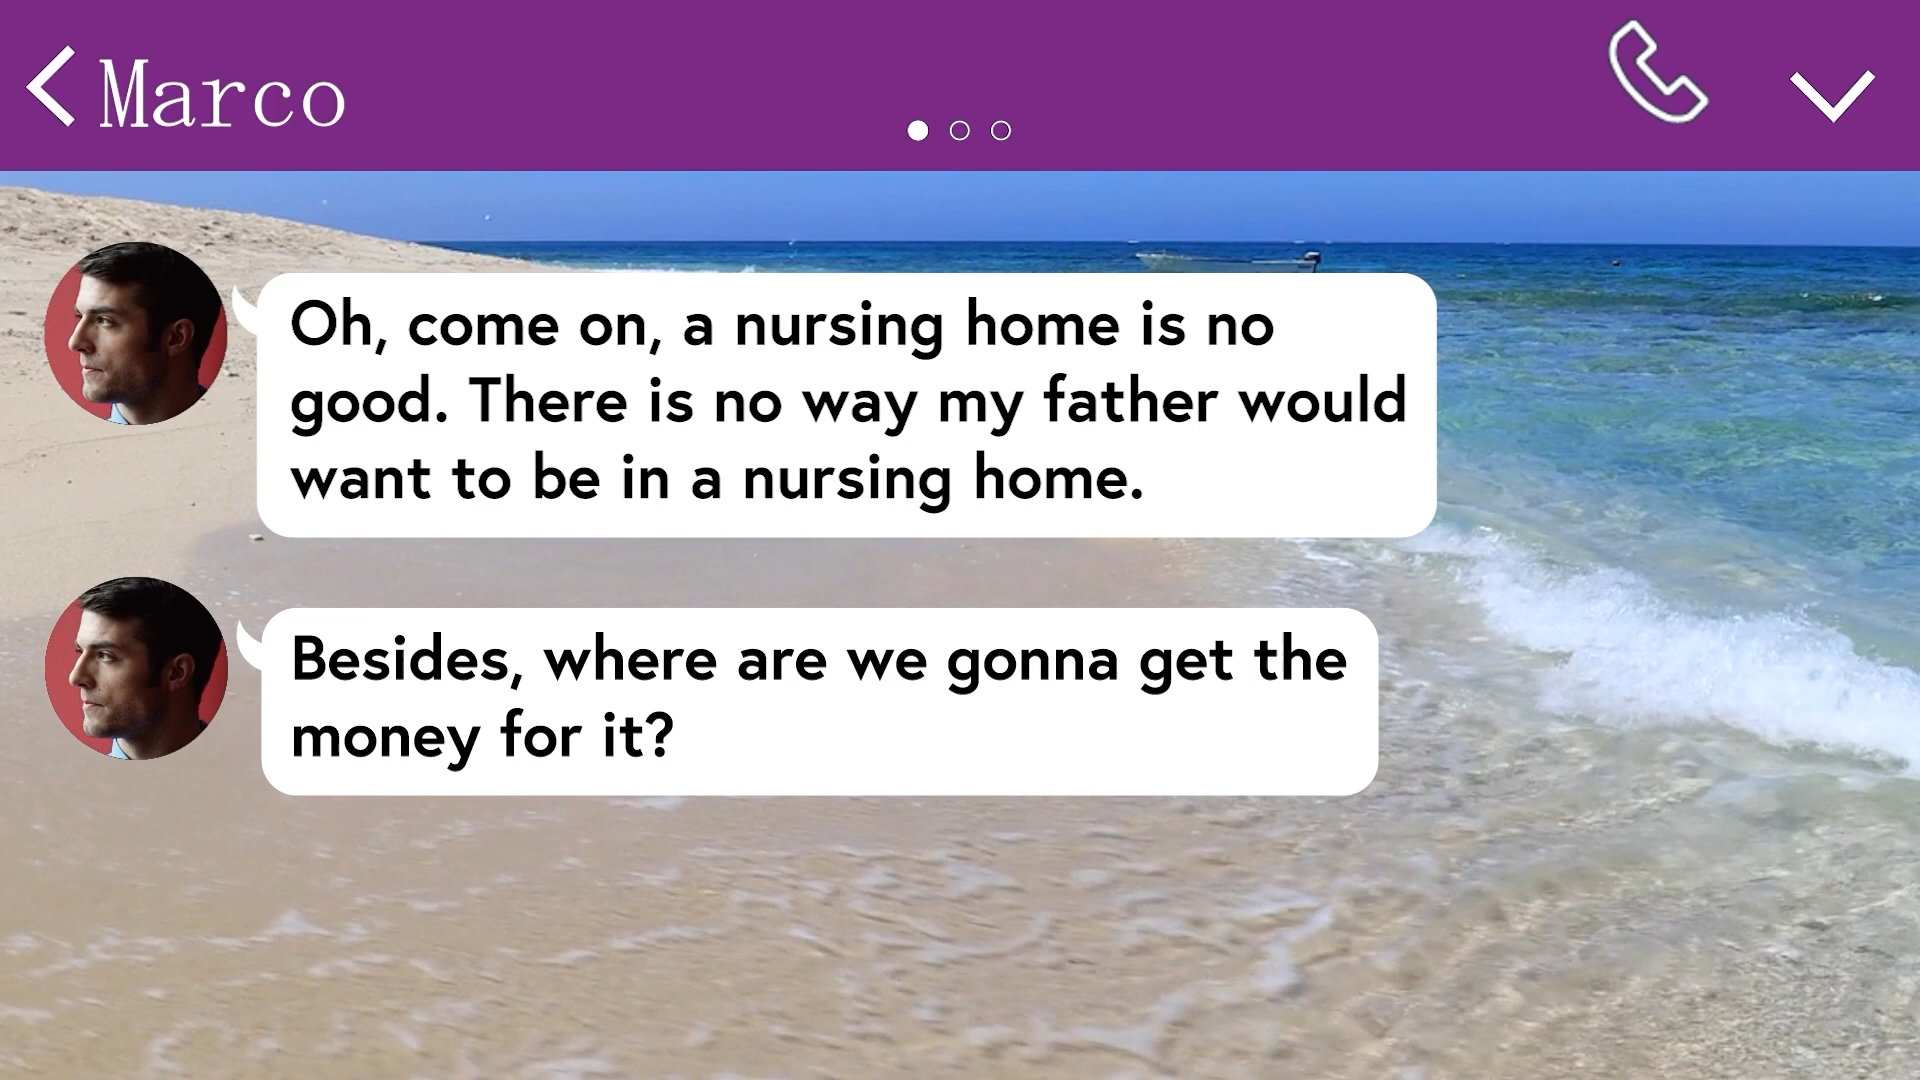 Marco
Oh, come on, a nursing home is no
good. There is no way my father would
want to be in a nursing home.
Besides, where are we gonna get the
money for it?